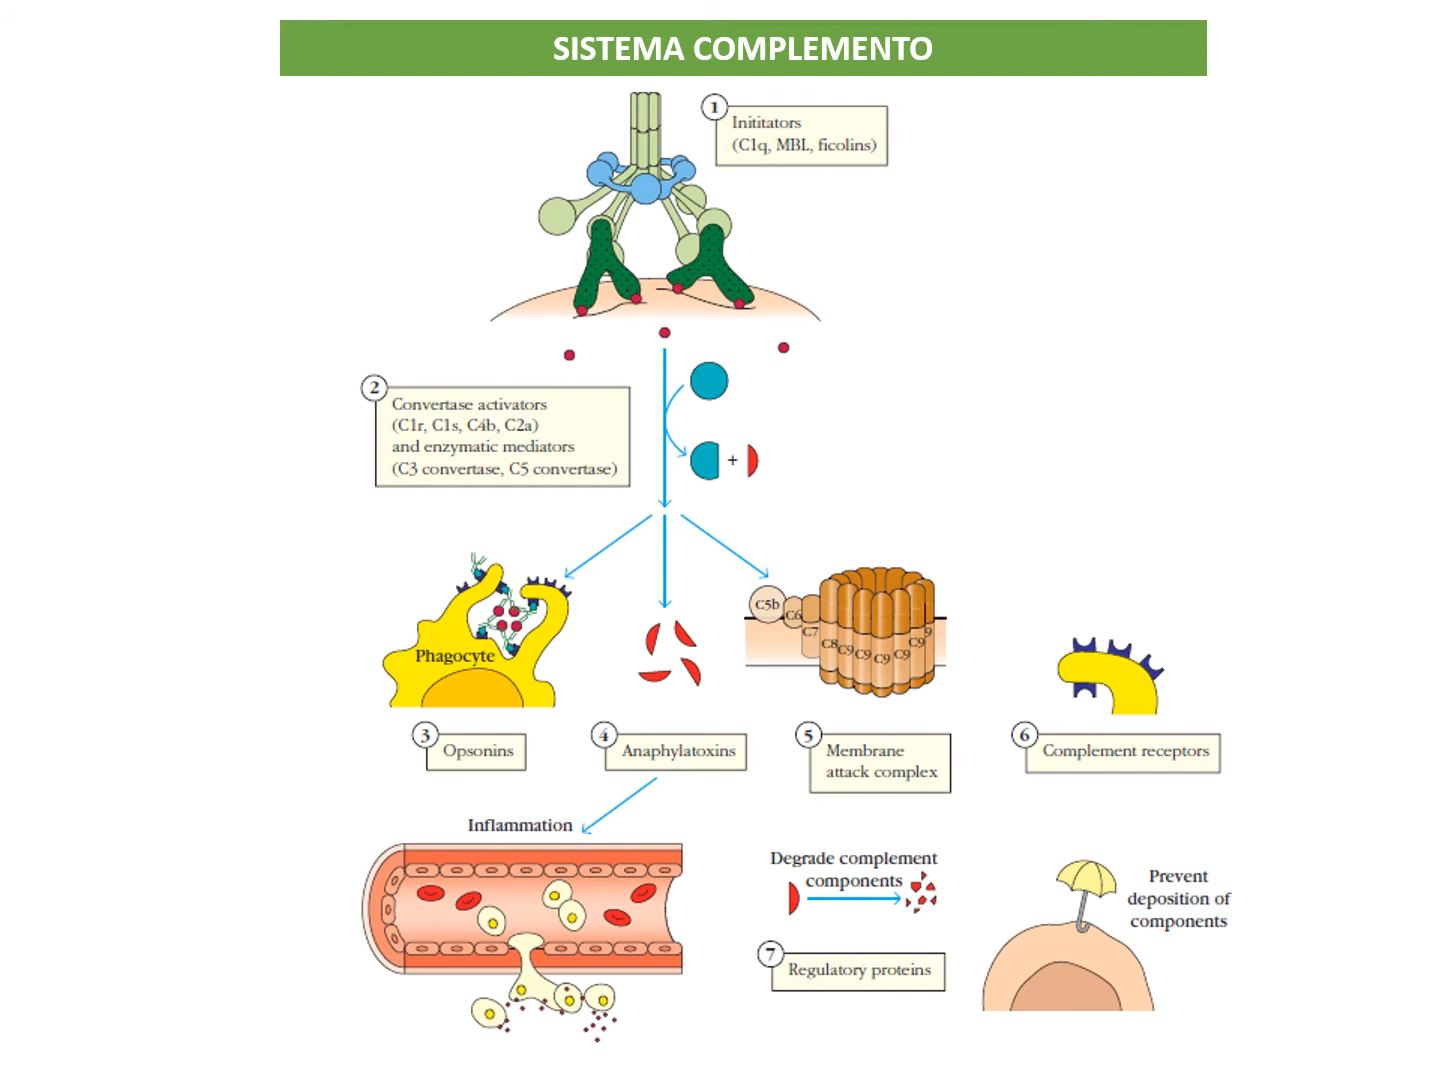 SISTEMA COMPLEMENTO
1
Inititators
(C1q, MBL, ficolins)
2
Convertase activators
(C1r, C1s, C4b, C2a)
and enzymatic mediators
(C3 convertase, C5 convertase)
+
Phagocyte
C5b
C6
C7
C8
C9
C9
C9
C9
C9
9
3
Opsonins
4
Anaphylatoxins
5
Membrane
attack complex
6
Complement receptors
Inflammation
Degrade complement
components
7
Regulatory proteins
Prevent
deposition of
components